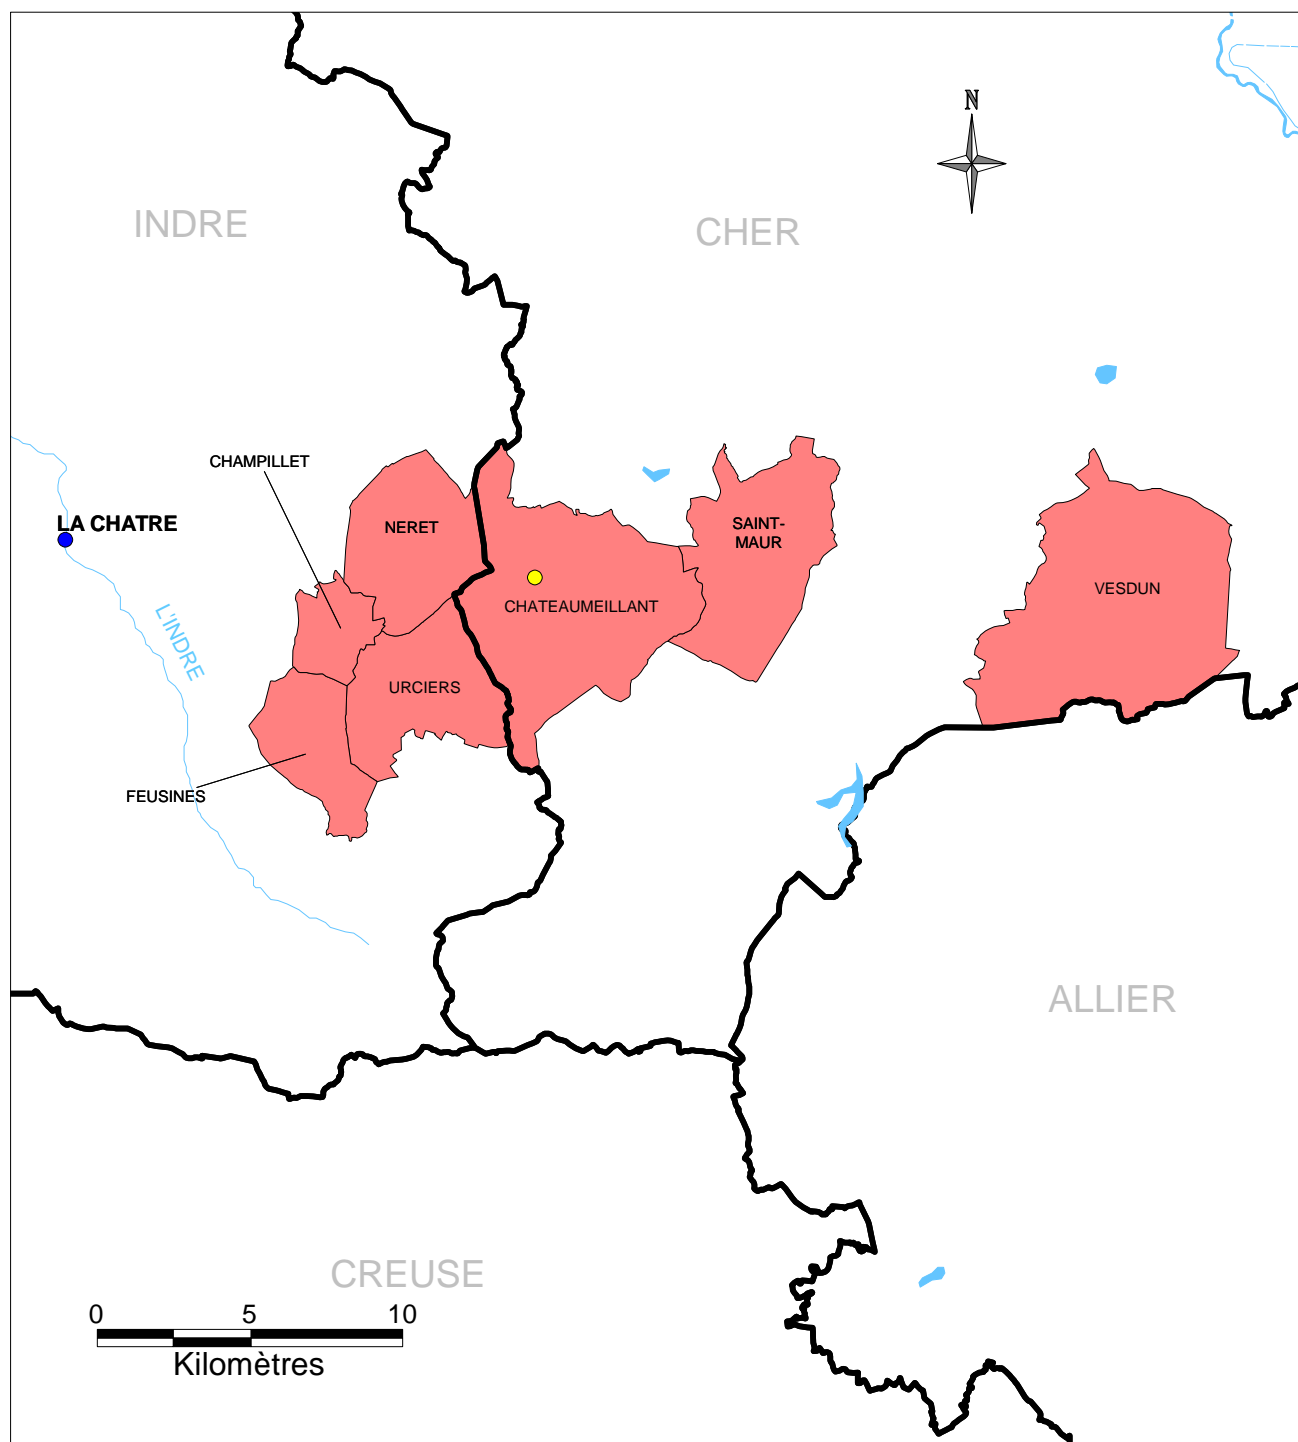 N
INDRE
CHER
CHAMPILLET
LA CHATRE
NERET
SAINT-
MAUR
CHATEAUMEILLANT
VESDUN
L'INDRE
URCIERS
FEUSINES
ALLIER
CREUSE
0 5 10
Kilomètres